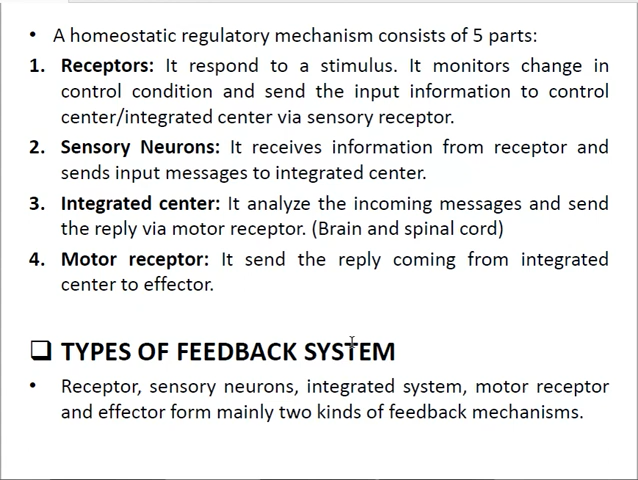 • A homeostatic regulatory mechanism consists of 5 parts:
1. Receptors: It respond to a stimulus. It monitors change in
control condition and send the input information to control
center/integrated center via sensory receptor.
2. Sensory Neurons: It receives information from receptor and
sends input messages to integrated center.
3. Integrated center: It analyze the incoming messages and send
the reply via motor receptor. (Brain and spinal cord)
4. Motor receptor: It send the reply coming from integrated
center to effector.
❑ TYPES OF FEEDBACK SYSTEM
• Receptor, sensory neurons, integrated system, motor receptor
and effector form mainly two kinds of feedback mechanisms.